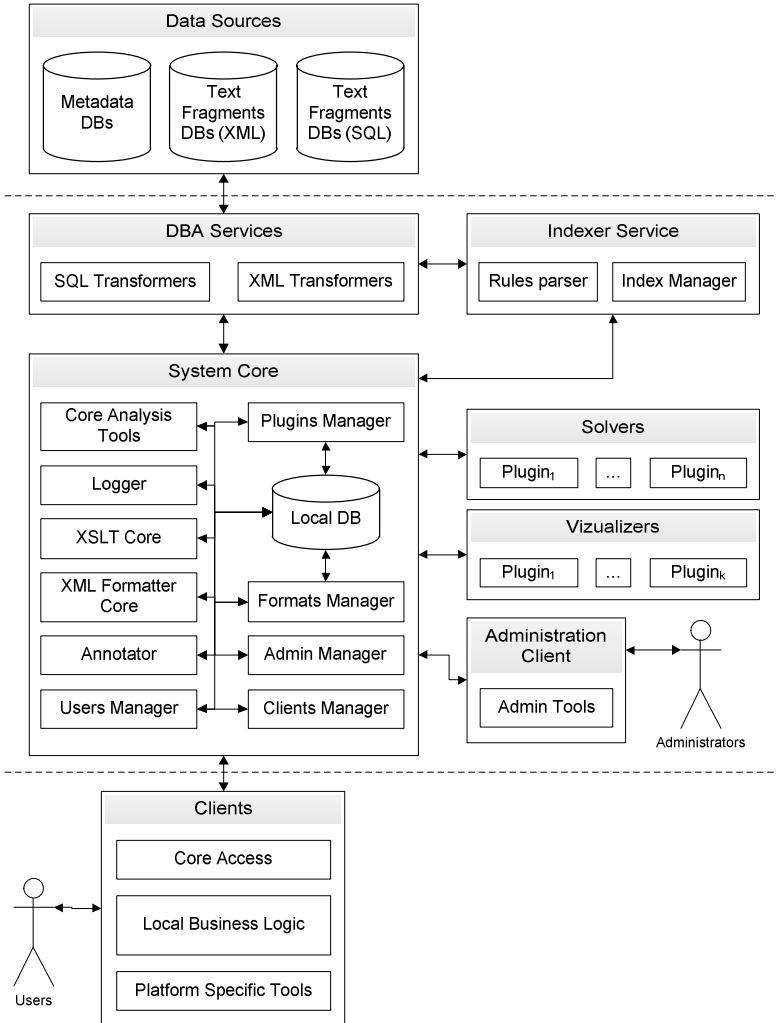 Data Sources
Metadata
DBs
Text
Fragments
DBs (XML)
Text
Fragments
DBs (SQL)
DBA Services
SQL Transformers
XML Transformers
Indexer Service
Rules parser
Index Manager
System Core
Core Analysis
Tools
Logger
XSLT Core
XML Formatter
Core
Annotator
Users Manager
Plugins Manager
Local DB
Formats Manager
Admin Manager
Clients Manager
Solvers
Plugin₁
...
Pluginₙ
Vizualizers
Plugin₁
...
Pluginₖ
Administration
Client
Admin Tools
Administrators
Clients
Core Access
Local Business Logic
Platform Specific Tools
Users